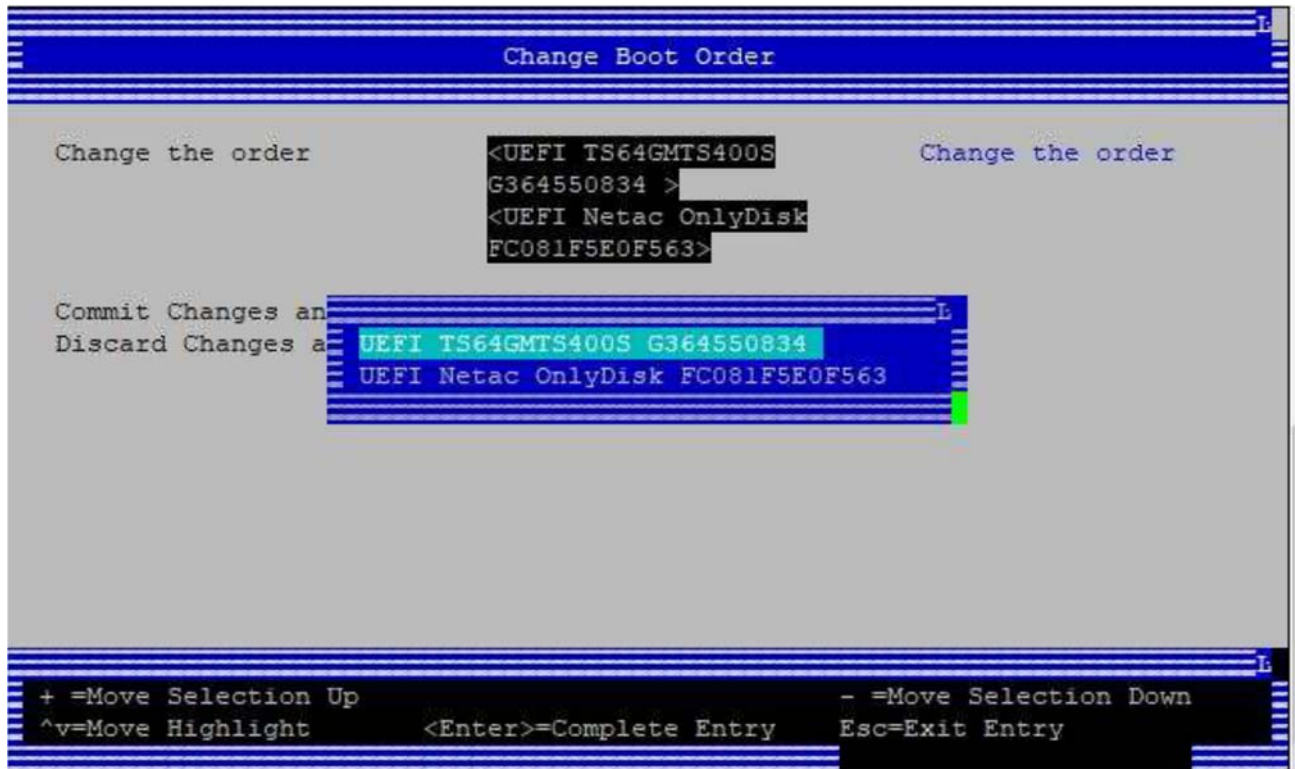 Change Boot Order
Change the order <UEFI TS64GMTS400S Change the order
G364550834 >
<UEFI Netac OnlyDisk
FC081F5E0F563>
Commit Changes an
Discard Changes a
UEFI TS64GMTS400S G364550834
UEFI Netac OnlyDisk FC081F5E0F563
+ =Move Selection Up - =Move Selection Down
^v=Move Highlight <Enter>=Complete Entry Esc=Exit Entry